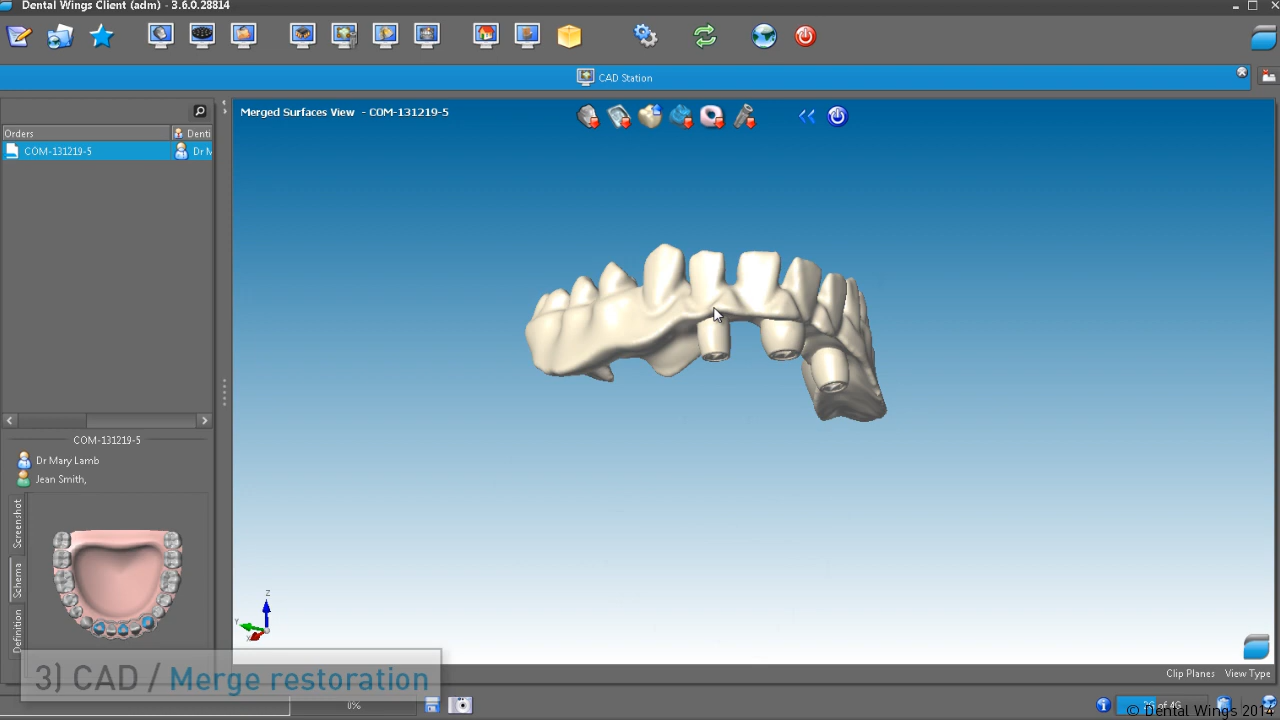 Dental Wings Client (adm) - 3.6.0.28814
CAD Station
Merged Surfaces View - COM-131219-5
Orders
Denti
COM-131219-5
Dr M
COM-131219-5
Dr Mary Lamb
Jean Smith,
Screenshot
Schema
Definition
Z
Y
X
3) CAD / Merge restoration
Clip Planes
View Type
0%
of 4G
© Dental Wings 2014